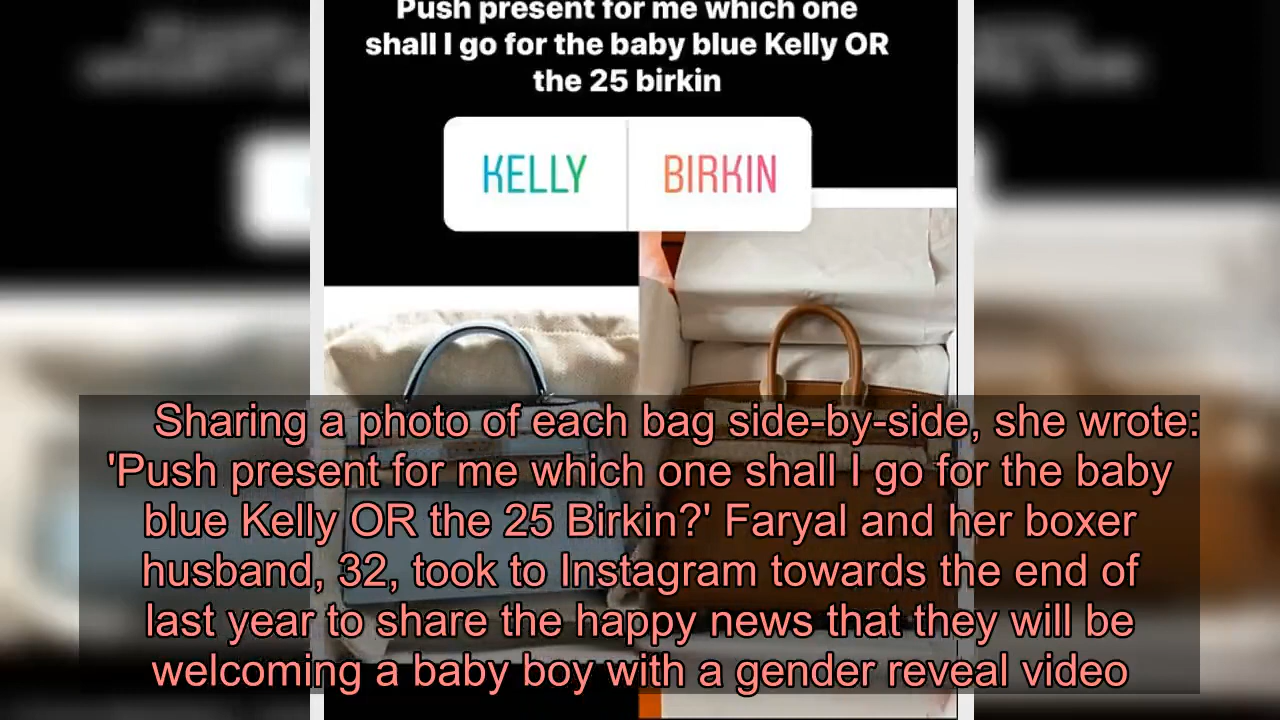 Push present for me which one
shall I go for the baby blue Kelly OR
the 25 birkin
KELLY
BIRKIN
Sharing a photo of each bag side-by-side, she wrote:
'Push present for me which one shall I go for the baby
blue Kelly OR the 25 Birkin?' Faryal and her boxer
husband, 32, took to Instagram towards the end of
last year to share the happy news that they will be
welcoming a baby boy with a gender reveal video